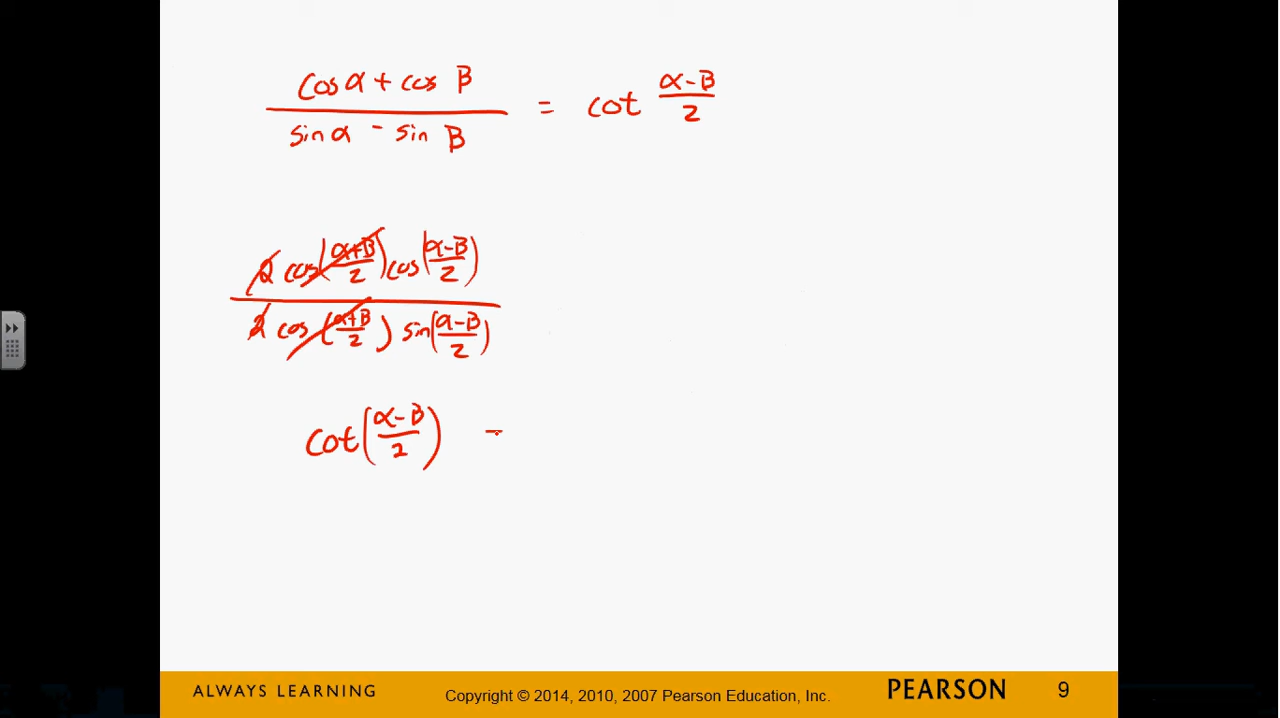 cos α + cos β
sin α - sin β
= cot α-β
2
2 cos(α+β
2) cos(α-β
2)
2 cos(α+β
2) sin(α-β
2)
cot(α-β
2) -
ALWAYS LEARNING
Copyright © 2014, 2010, 2007 Pearson Education, Inc.
PEARSON
9